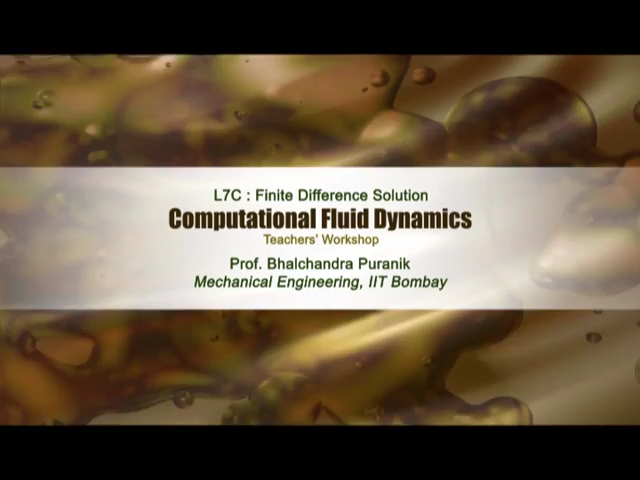 L7C : Finite Difference Solution
Computational Fluid Dynamics
Teachers' Workshop
Prof. Bhalchandra Puranik
Mechanical Engineering, IIT Bombay